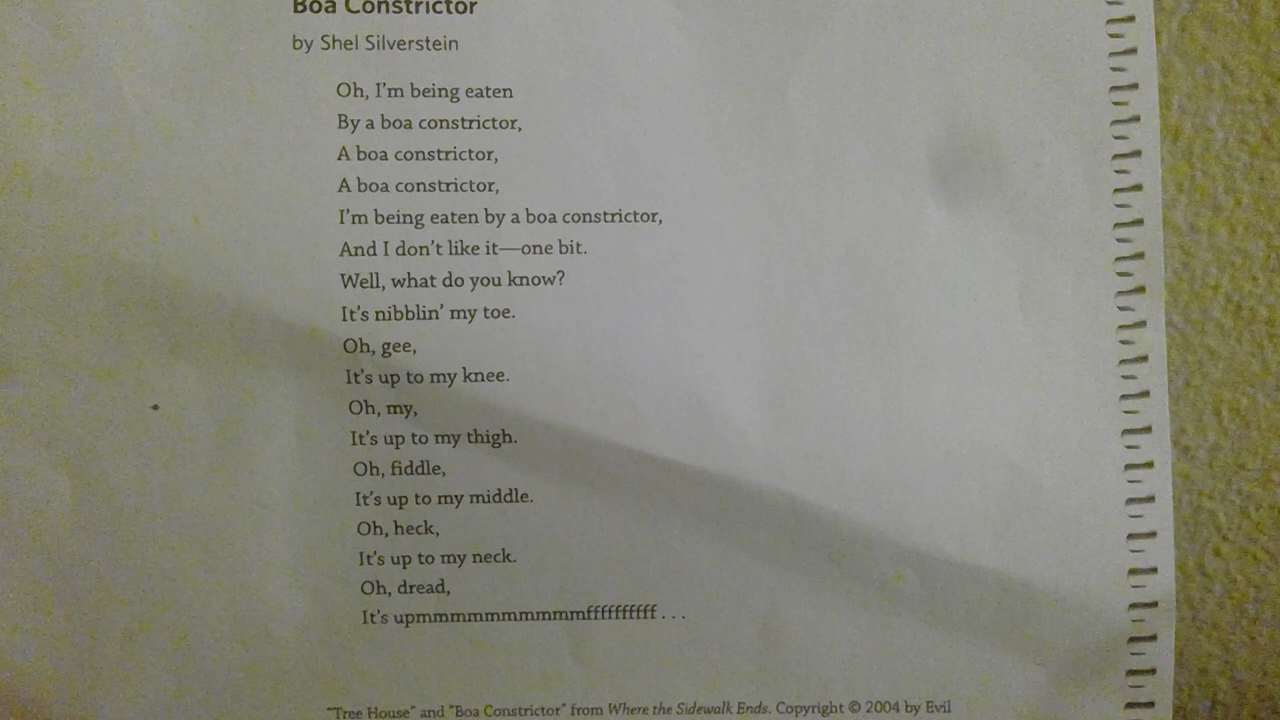 Boa Constrictor
by Shel Silverstein
Oh, I'm being eaten
By a boa constrictor,
A boa constrictor,
A boa constrictor,
I'm being eaten by a boa constrictor,
And I don't like it—one bit.
Well, what do you know?
It's nibblin' my toe.
Oh, gee,
It's up to my knee.
Oh, my,
It's up to my thigh.
Oh, fiddle,
It's up to my middle.
Oh, heck,
It's up to my neck.
Oh, dread,
It's upmmmmmmmmmmffffffffff . . .
"Tree House" and "Boa Constrictor" from Where the Sidewalk Ends. Copyright © 2004 by Evil